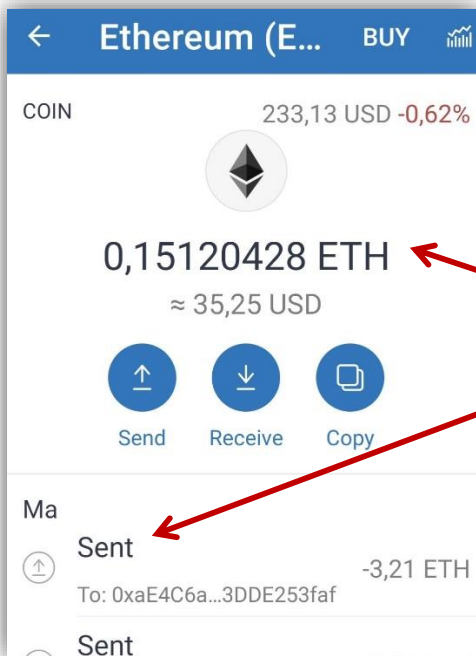 ← Ethereum (E... BUY
COIN 233,13 USD -0,62%
0,15120428 ETH
≈ 35,25 USD
Send Receive Copy
Ma
Sent
-3,21 ETH
To: 0xaE4C6a...3DDE253faf
Sent